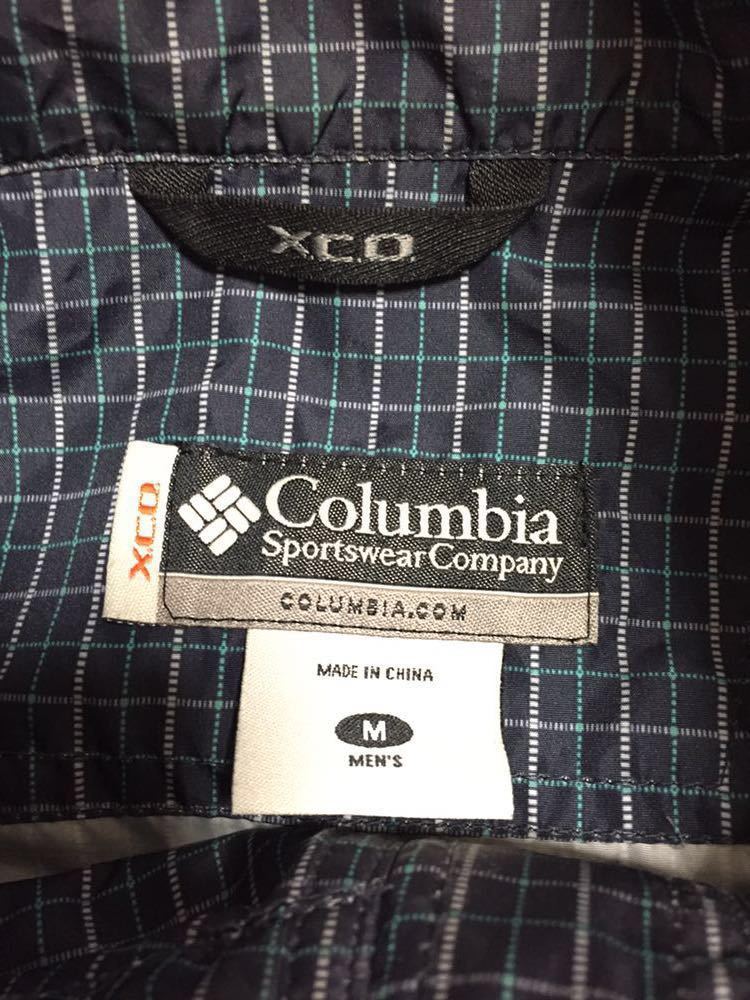 X.C.O.
X.C.O.
Columbia
Sportswear Company
COLUMBIA.COM
MADE IN CHINA
M
MEN'S